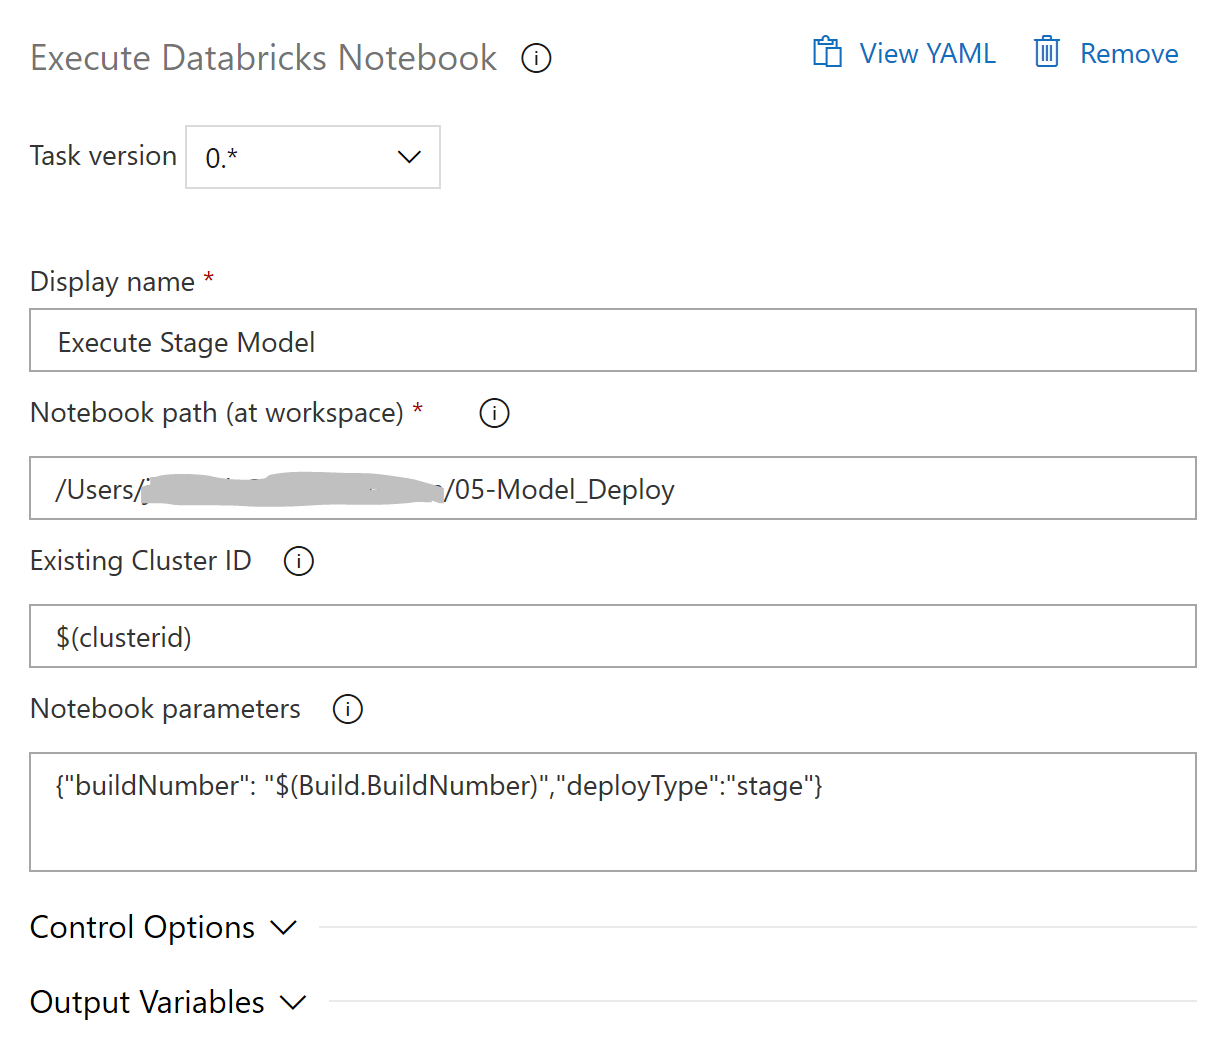 Execute Databricks Notebook
View YAML
Remove
Task version
0.*
Display name *
Execute Stage Model
Notebook path (at workspace) *
/Users/ /05-Model_Deploy
Existing Cluster ID
$(clusterid)
Notebook parameters
{"buildNumber": "$(Build.BuildNumber)","deployType":"stage"}
Control Options
Output Variables